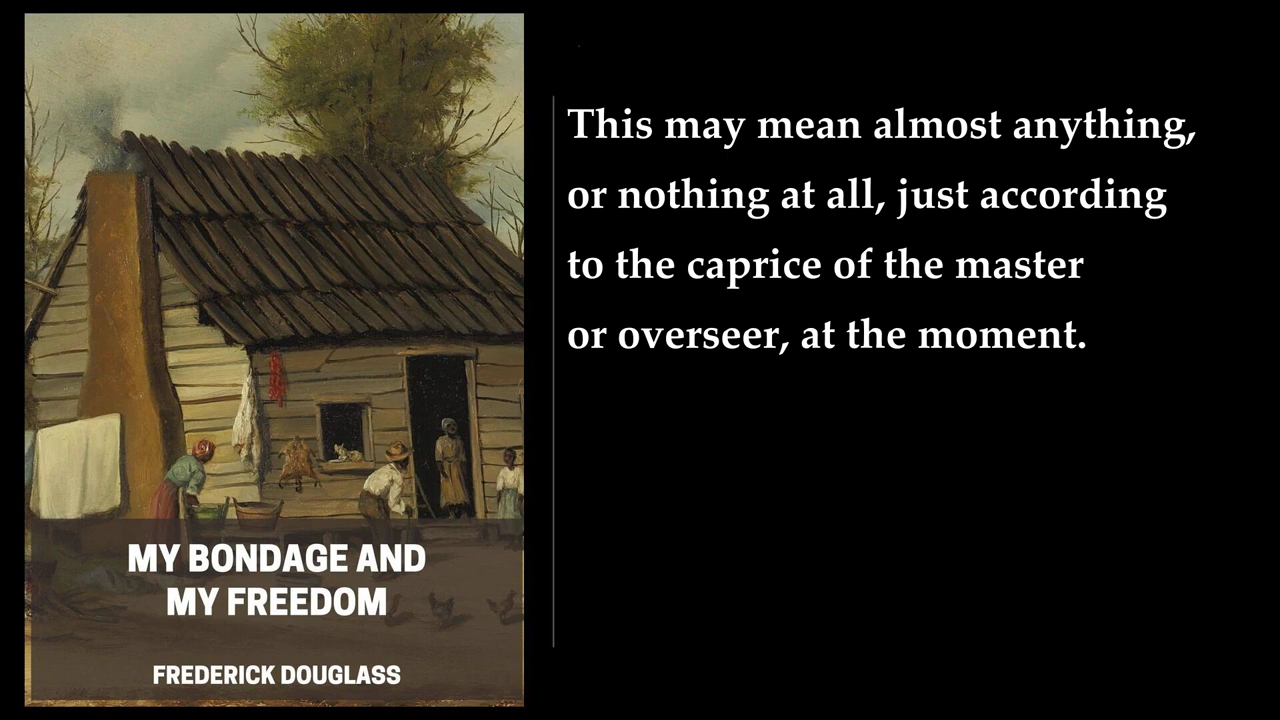 This may mean almost anything,
or nothing at all, just according
to the caprice of the master
or overseer, at the moment.
MY BONDAGE AND
MY FREEDOM
FREDERICK DOUGLASS